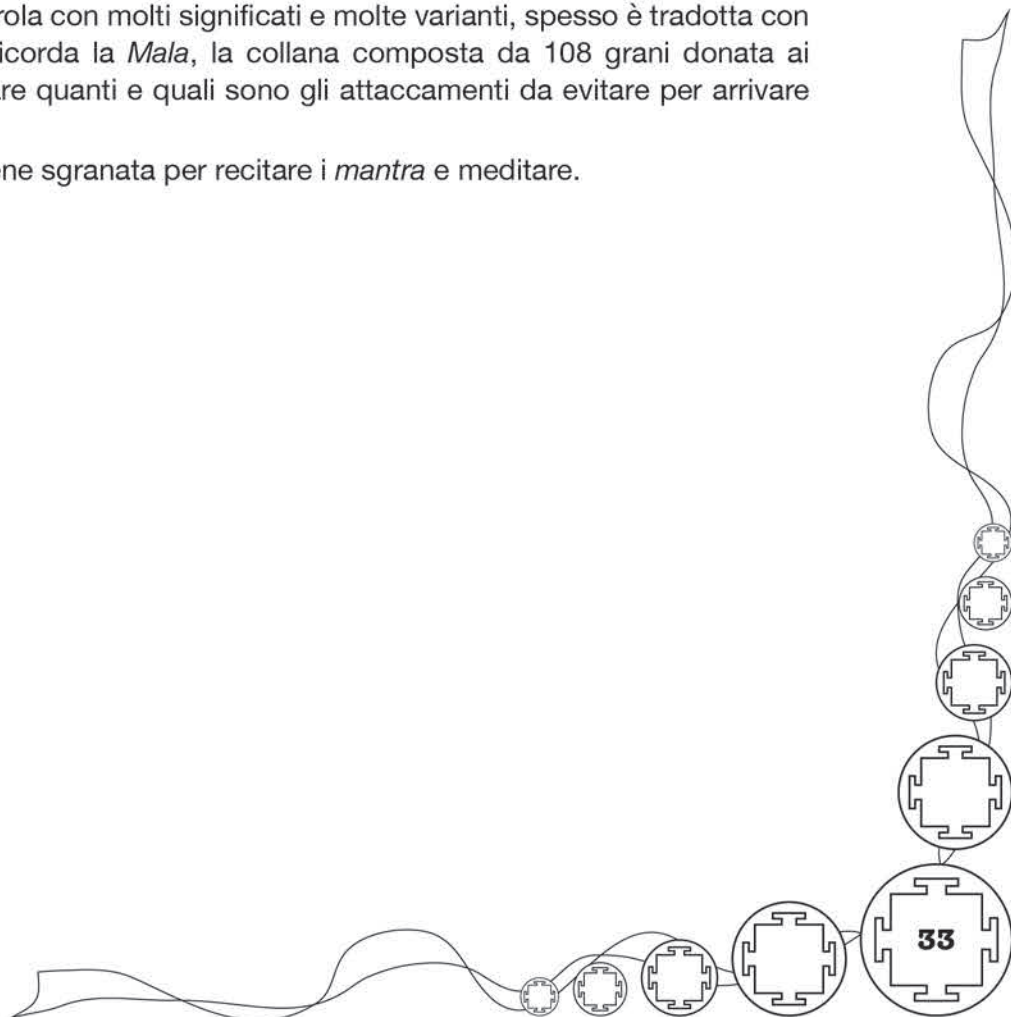 rola con molti significati e molte varianti, spesso è tradotta con
icorda la Mala, la collana composta da 108 grani donata ai
are quanti e quali sono gli attaccamenti da evitare per arrivare
ene sgranata per recitare i mantra e meditare.
33